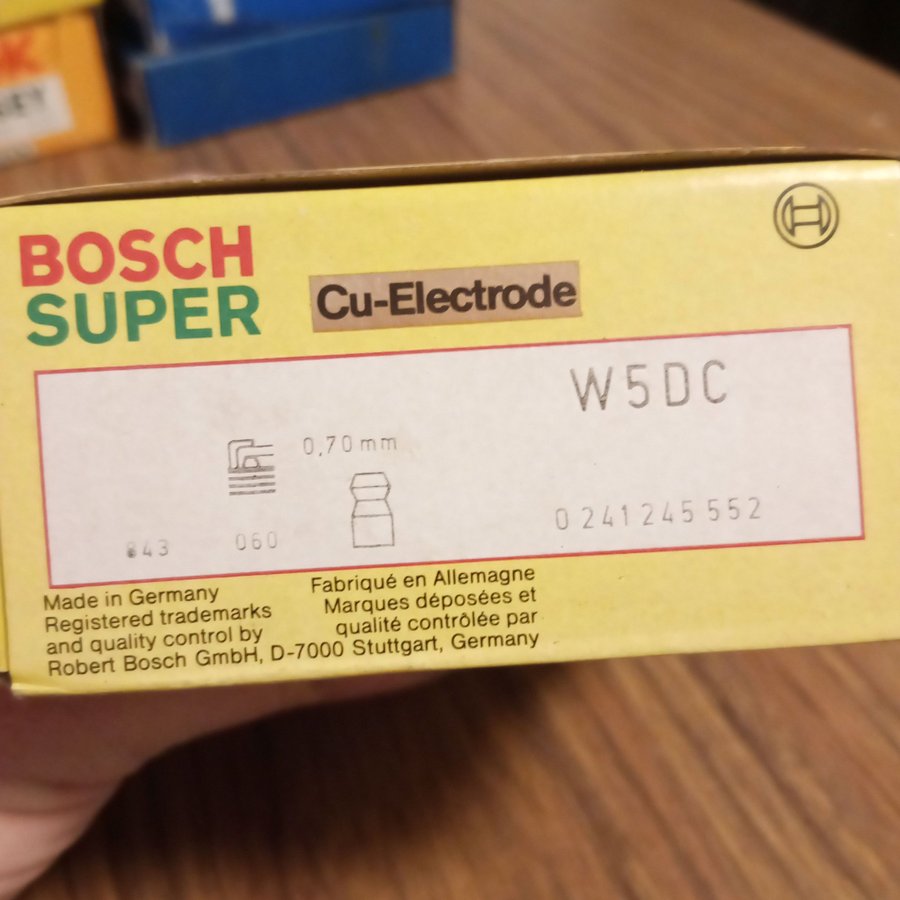 BOSCH
SUPER
Cu-Electrode
W5DC
0,70 mm
0 241 245 552
843 060
Made in Germany
Registered trademarks
and quality control by
Robert Bosch GmbH, D-7000 Stuttgart, Germany
Fabriqué en Allemagne
Marques déposées et
qualité contrôlée par